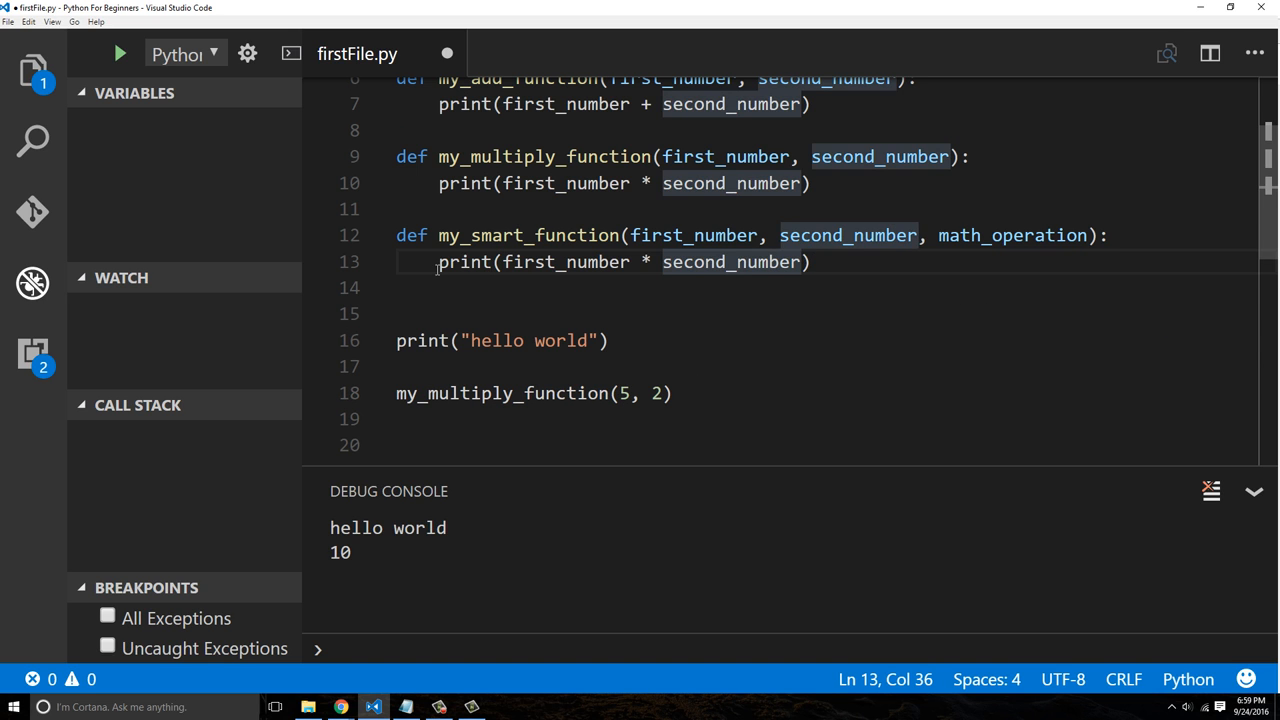 ● firstFile.py - Python For Beginners - Visual Studio Code
File Edit View Go Help
1
Pythor
firstFile.py
VARIABLES
WATCH
2
CALL STACK
BREAKPOINTS
All Exceptions
Uncaught Exceptions
6 def my_add_function(first_number, second_number):
7 print(first_number + second_number)
8
9 def my_multiply_function(first_number, second_number):
10 print(first_number * second_number)
11
12 def my_smart_function(first_number, second_number, math_operation):
13 print(first_number * second_number)
14
15
16 print("hello world")
17
18 my_multiply_function(5, 2)
19
20
DEBUG CONSOLE
hello world
10
0 0
Ln 13, Col 36 Spaces: 4 UTF-8 CRLF Python
I'm Cortana. Ask me anything.
6:59 PM
9/24/2016